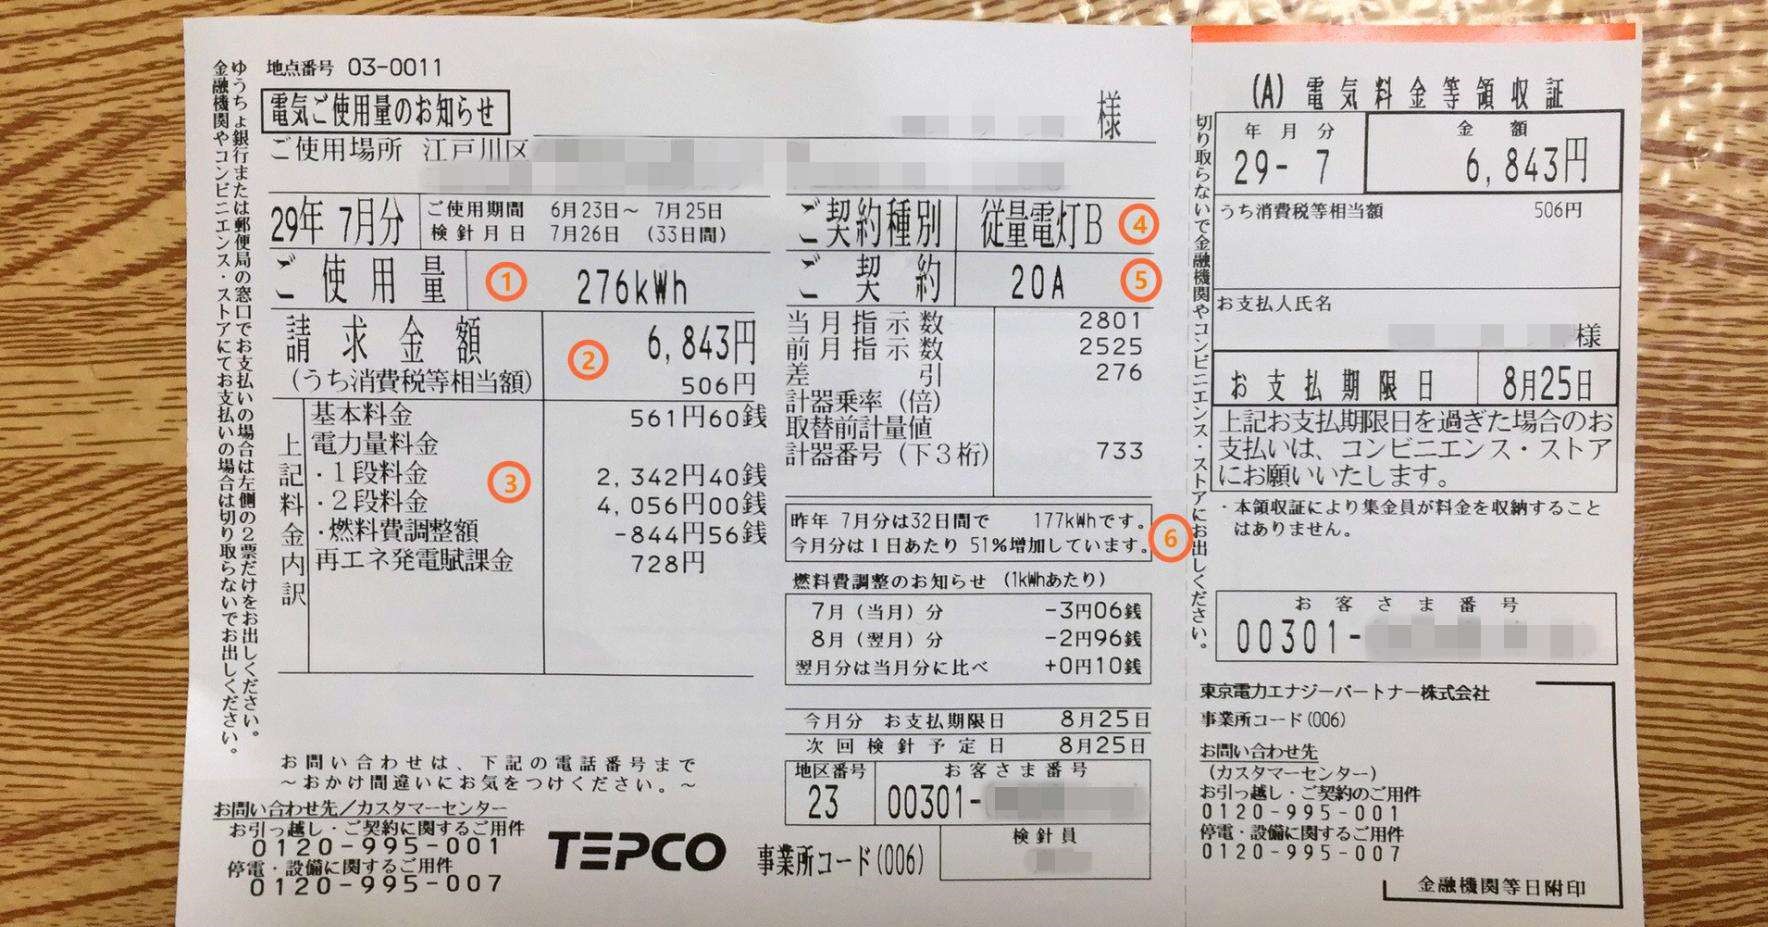 ゆうちょ銀行または郵便局の窓口でお支払いの場合は左側の2票だけをお出しください。
金融機関やコンビニエンス・ストアにてお支払いの場合は切り取らないでお出しください。
地点番号 03-0011
電気ご使用量のお知らせ
様
ご使用場所 江戸川区
29年 7月分
ご使用期間 6月23日~ 7月25日
検針月日 7月26日 (33日間)
ご使用量 ① 276kWh
請求金額 ② 6,843円
(うち消費税等相当額) 506円
上記料金内訳 ③
基本料金 561円60銭
電力量料金
・1段料金 2,342円40銭
・2段料金 4,056円00銭
・燃料費調整額 -844円56銭
再エネ発電賦課金 728円
お問い合わせは、下記の電話番号まで
~おかけ間違いにお気をつけください。~
お問い合わせ先/カスタマーセンター
お引っ越し・ご契約に関するご用件
0120-995-001
停電・設備に関するご用件
0120-995-007
TEPCO
事業所コード(006)
ご契約種別 従量電灯B ④
ご契約 20A ⑤
当月指示数 2801
前月指示数 2525
差引 276
計器乗率(倍)
取替前計量値
計器番号(下3桁) 733
昨年 7月分は32日間で 177kWhです。
今月分は1日あたり 51%増加しています。 ⑥
燃料費調整のお知らせ (1kWhあたり)
7月(当月)分 -3円06銭
8月(翌月)分 -2円96銭
翌月分は当月分に比べ +0円10銭
今月分 お支払期限日 8月25日
次回検針予定日 8月25日
地区番号 お客さま番号
23 00301-
検針員
切り取らないで金融機関やコンビニエンス・ストアにお出しください。
(A) 電気料金等領収証
年月分 金額
29- 7 6,843円
うち消費税等相当額 506円
お支払人氏名
様
お支払期限日 8月25日
上記お支払期限日を過ぎた場合のお
支払いは、コンビニエンス・ストア
にお願いいたします。
・本領収証により集金員が料金を収納すること
はありません。
お客さま番号
00301-
東京電力エナジーパートナー株式会社
事業所コード(006)
お問い合わせ先
(カスタマーセンター)
お引っ越し・ご契約のご用件
0120-995-001
停電・設備に関するご用件
0120-995-007
金融機関等日附印